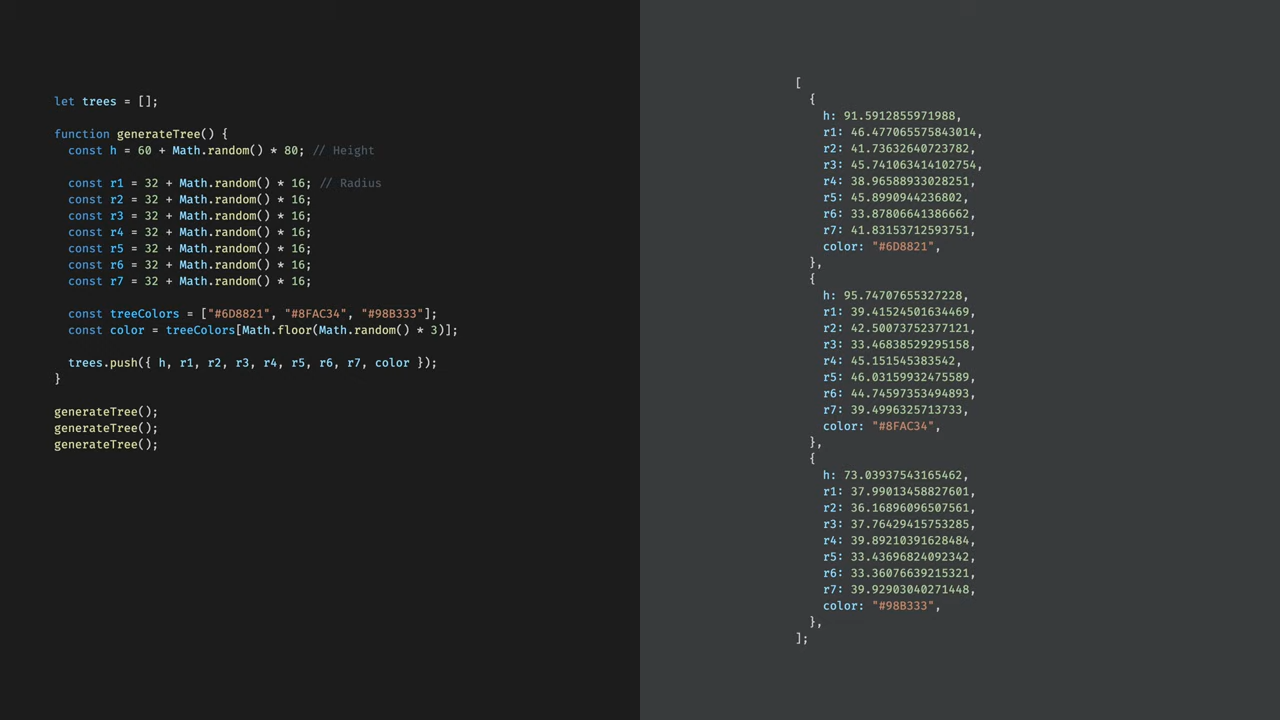 let trees = [];
function generateTree() {
const h = 60 + Math.random() * 80; // Height
const r1 = 32 + Math.random() * 16; // Radius
const r2 = 32 + Math.random() * 16;
const r3 = 32 + Math.random() * 16;
const r4 = 32 + Math.random() * 16;
const r5 = 32 + Math.random() * 16;
const r6 = 32 + Math.random() * 16;
const r7 = 32 + Math.random() * 16;
const treeColors = ["#6D8821", "#8FAC34", "#98B333"];
const color = treeColors[Math.floor(Math.random() * 3)];
trees.push({ h, r1, r2, r3, r4, r5, r6, r7, color });
}
generateTree();
generateTree();
generateTree();
[
{
h: 91.5912855971988,
r1: 46.477065575843014,
r2: 41.73632640723782,
r3: 45.741063414102754,
r4: 38.96588933028251,
r5: 45.8990944236802,
r6: 33.87806641386662,
r7: 41.83153712593751,
color: "#6D8821",
},
{
h: 95.74707655327228,
r1: 39.41524501634469,
r2: 42.50073752377121,
r3: 33.46838529295158,
r4: 45.151545383542,
r5: 46.03159932475589,
r6: 44.74597353494893,
r7: 39.4996325713733,
color: "#8FAC34",
},
{
h: 73.03937543165462,
r1: 37.99013458827601,
r2: 36.16896096507561,
r3: 37.76429415753285,
r4: 39.89210391628484,
r5: 33.43696824092342,
r6: 33.36076639215321,
r7: 39.92903040271448,
color: "#98B333",
},
];